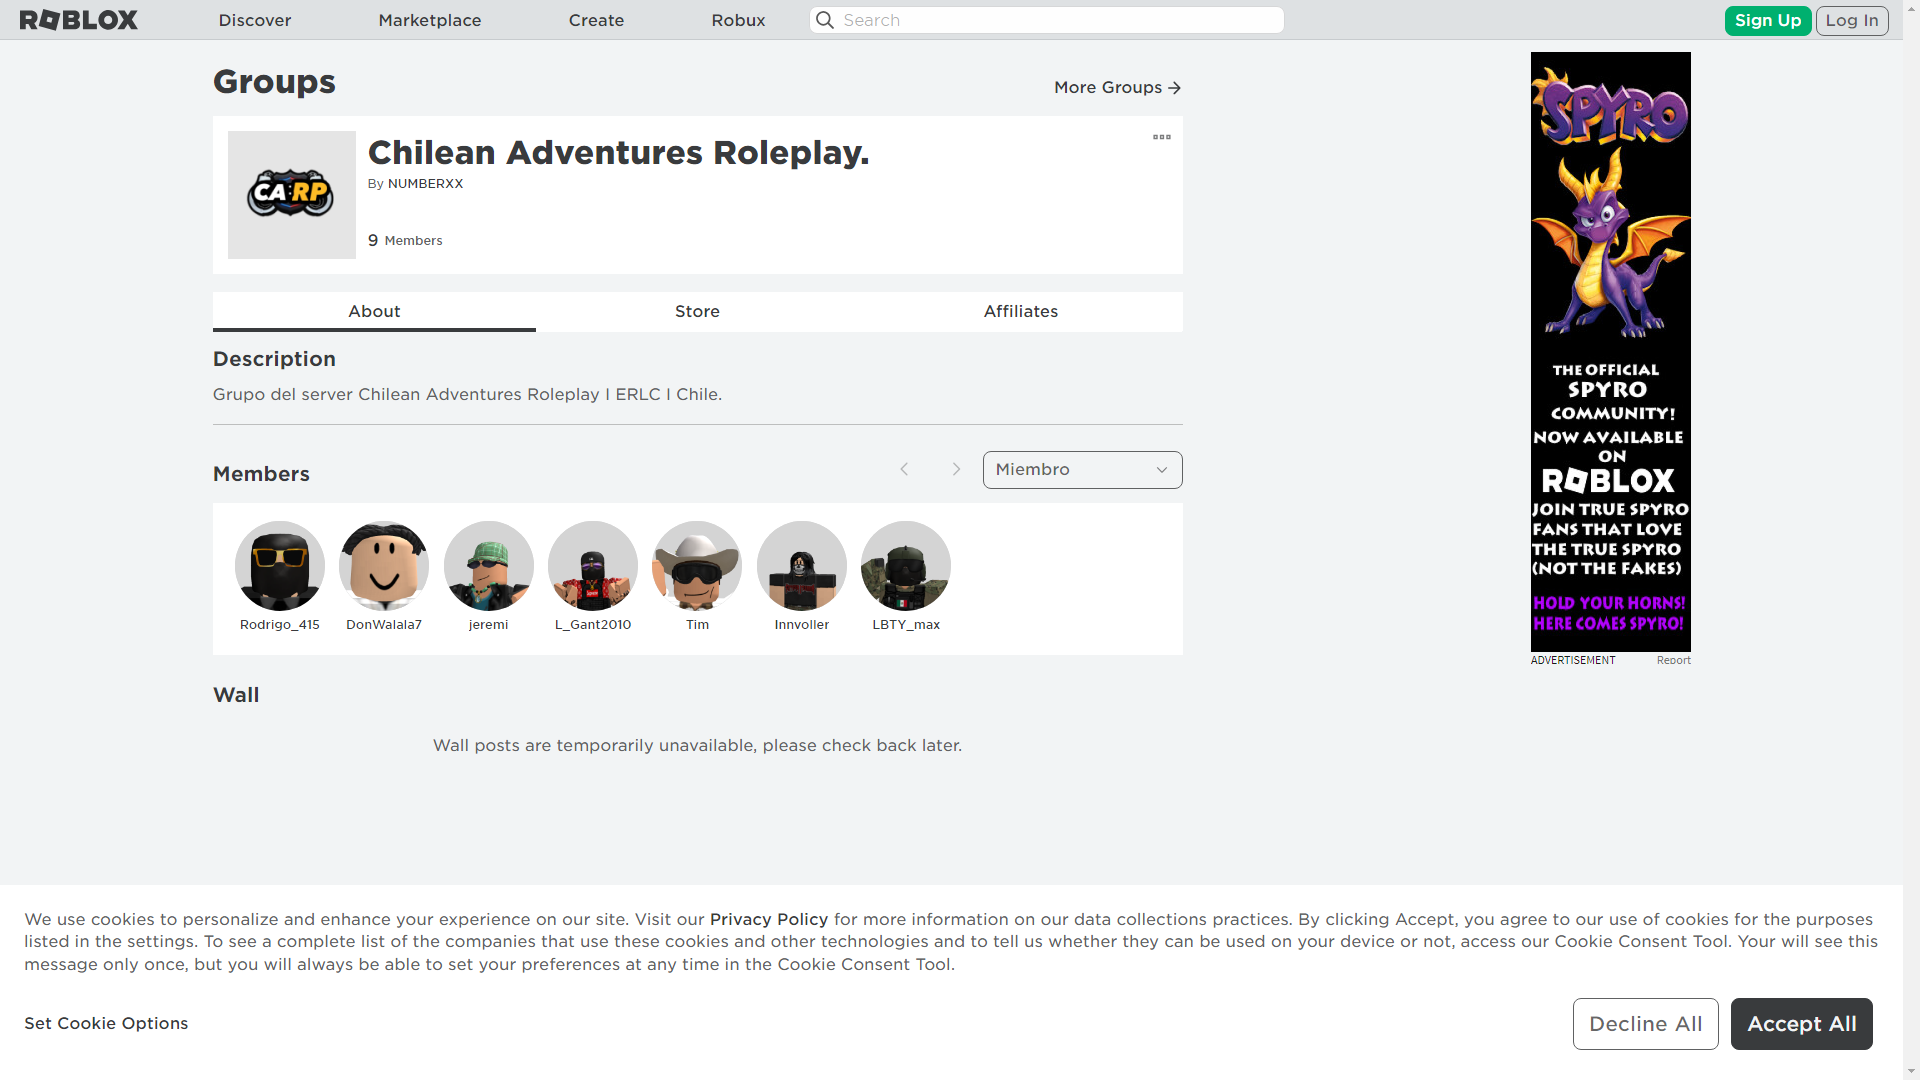 ROBLOX
Discover
Marketplace
Create
Robux
Search
Sign Up
Log In
Groups
More Groups
CA:RP
Chilean Adventures Roleplay.
By NUMBERXX
9 Members
About
Store
Affiliates
Description
Grupo del server Chilean Adventures Roleplay I ERLC I Chile.
Members
Miembro
Rodrigo_415
DonWalala7
jeremi
L_Gant2010
Tim
Innvoller
LBTY_max
Wall
Wall posts are temporarily unavailable, please check back later.
SPYRO
THE OFFICIAL
SPYRO
COMMUNITY!
NOW AVAILABLE
ON
ROBLOX
JOIN TRUE SPYRO
FANS THAT LOVE
THE TRUE SPYRO
(NOT THE FAKES)
HOLD YOUR HORNS!
HERE COMES SPYRO!
ADVERTISEMENT
Report
We use cookies to personalize and enhance your experience on our site. Visit our Privacy Policy for more information on our data collections practices. By clicking Accept, you agree to our use of cookies for the purposes
listed in the settings. To see a complete list of the companies that use these cookies and other technologies and to tell us whether they can be used on your device or not, access our Cookie Consent Tool. Your will see this
message only once, but you will always be able to set your preferences at any time in the Cookie Consent Tool.
Set Cookie Options
Decline All
Accept All